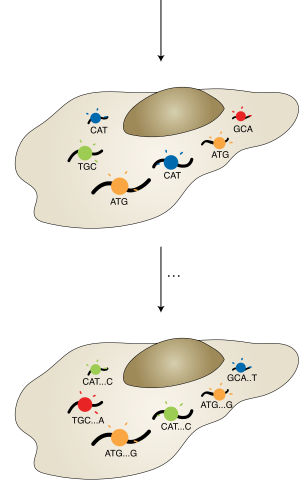 CAT
GCA
TGC
ATG
CAT
ATG
...
CAT...C
GCA..T
TGC...A
ATG...G
CAT...C
ATG...G